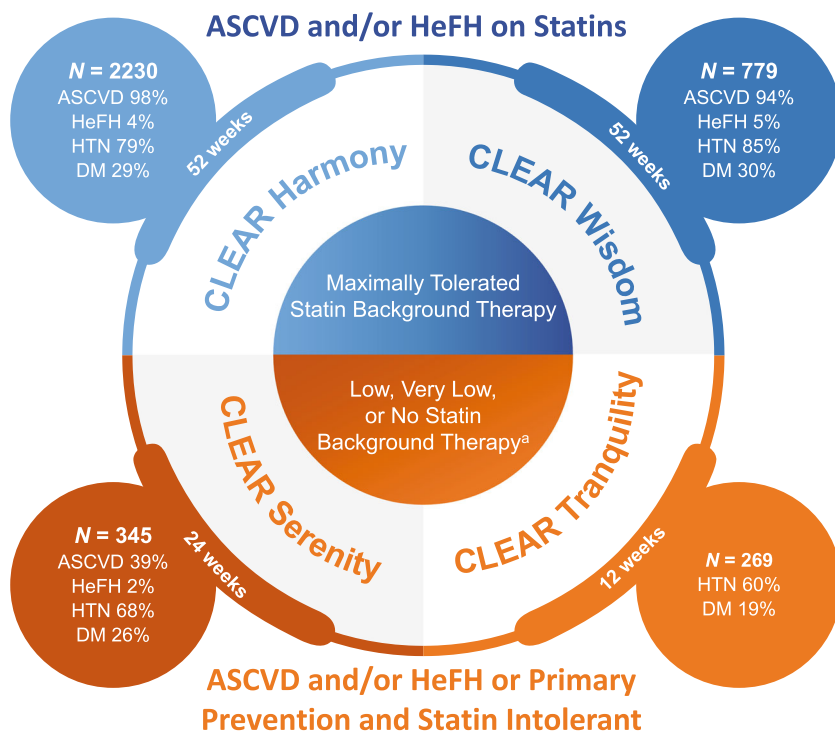 ASCVD and/or HeFH on Statins
N = 2230
ASCVD 98%
HeFH 4%
HTN 79%
DM 29%
52 weeks
CLEAR Harmony
N = 779
ASCVD 94%
HeFH 5%
HTN 85%
DM 30%
52 weeks
CLEAR Wisdom
Maximally Tolerated
Statin Background Therapy
Low, Very Low,
or No Statin
Background Therapyᵃ
N = 345
ASCVD 39%
HeFH 2%
HTN 68%
DM 26%
24 weeks
CLEAR Serenity
N = 269
HTN 60%
DM 19%
12 weeks
CLEAR Tranquility
ASCVD and/or HeFH or Primary
Prevention and Statin Intolerant